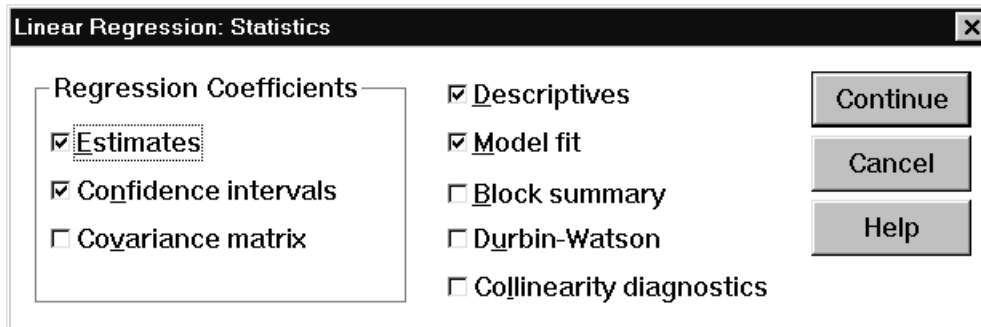 Linear Regression: Statistics
Regression Coefficients
Estimates
Confidence intervals
Covariance matrix
Descriptives
Model fit
Block summary
Durbin-Watson
Collinearity diagnostics
Continue
Cancel
Help